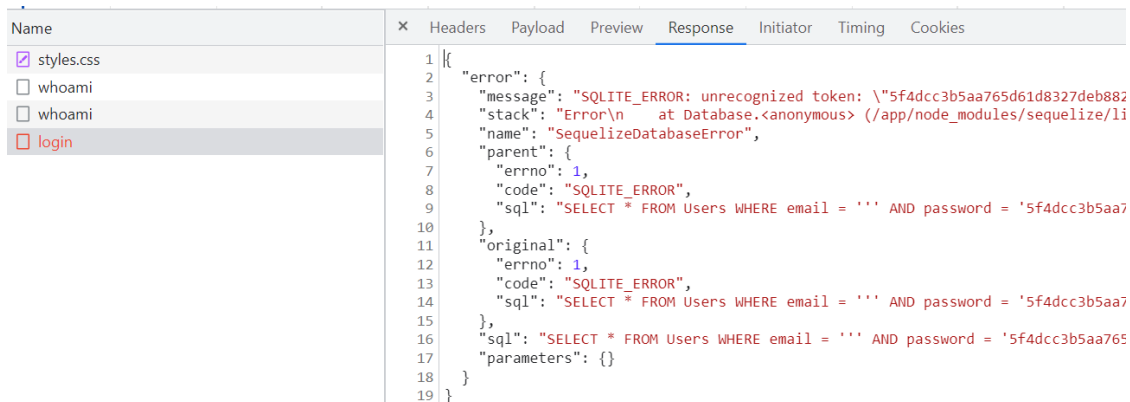 Name
styles.css
whoami
whoami
login
× Headers Payload Preview Response Initiator Timing Cookies
1 {
2 "error": {
3 "message": "SQLITE_ERROR: unrecognized token: \"5f4dcc3b5aa765d61d8327deb882
4 "stack": "Error\n    at Database.<anonymous> (/app/node_modules/sequelize/li
5 "name": "SequelizeDatabaseError",
6 "parent": {
7 "errno": 1,
8 "code": "SQLITE_ERROR",
9 "sql": "SELECT * FROM Users WHERE email = ''' AND password = '5f4dcc3b5aa7
10 },
11 "original": {
12 "errno": 1,
13 "code": "SQLITE_ERROR",
14 "sql": "SELECT * FROM Users WHERE email = ''' AND password = '5f4dcc3b5aa7
15 },
16 "sql": "SELECT * FROM Users WHERE email = ''' AND password = '5f4dcc3b5aa765
17 "parameters": {}
18 }
19 }